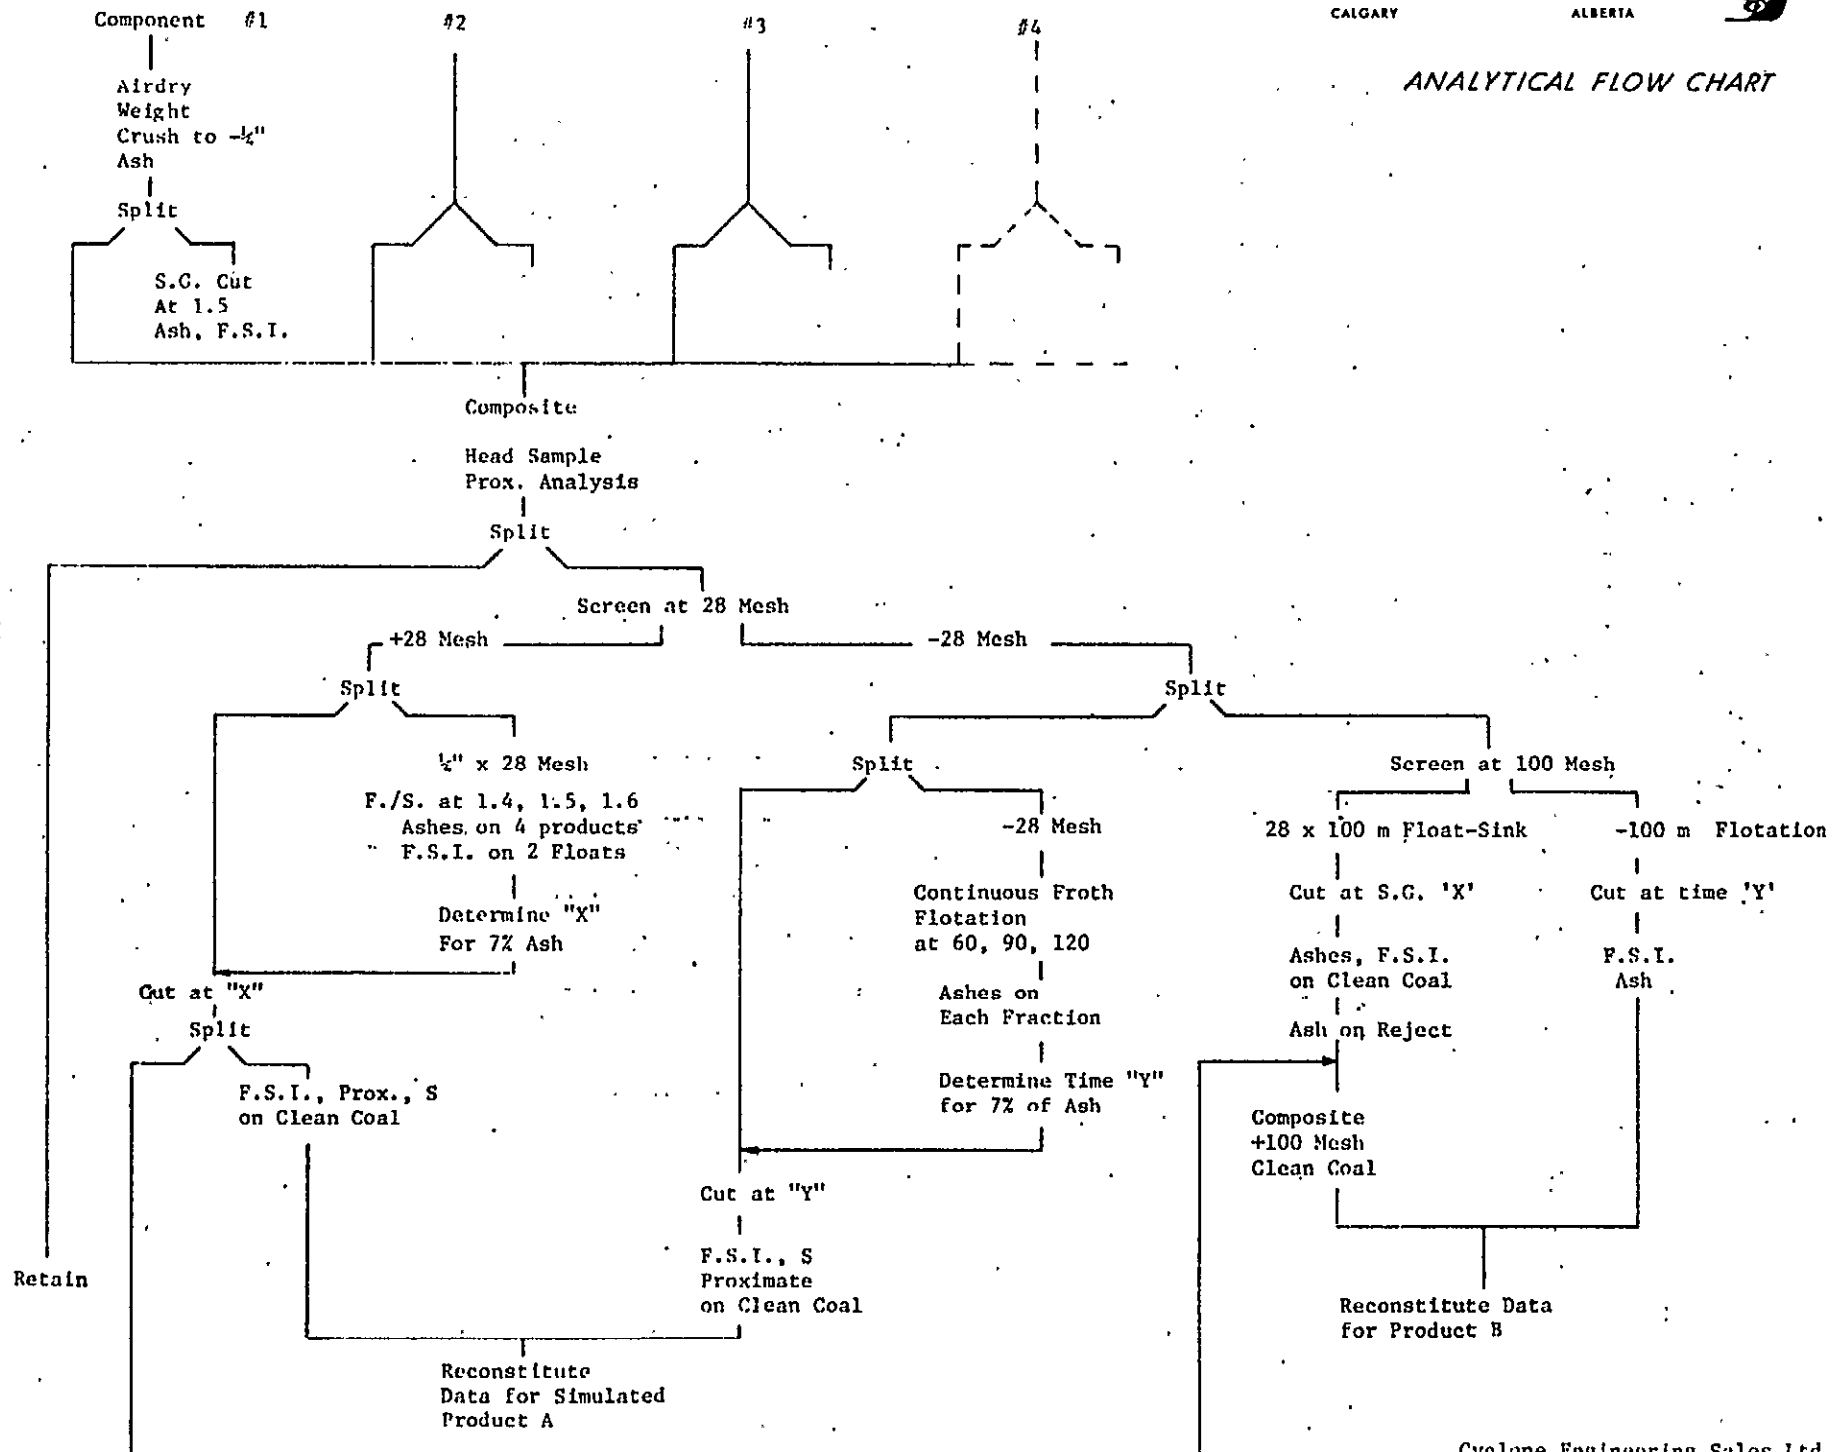 Component #1
#2
#3
#4
CALGARY ALBERTA
ANALYTICAL FLOW CHART
Airdry
Weight
Crush to -¼"
Ash
Split
S.G. Cut
At 1.5
Ash, F.S.I.
Composite
Head Sample
Prox. Analysis
Split
Screen at 28 Mesh
+28 Mesh
-28 Mesh
Split
Split
¼" x 28 Mesh
F./S. at 1.4, 1.5, 1.6
Ashes on 4 products
F.S.I. on 2 Floats
Determine "X"
For 7% Ash
Cut at "X"
Split
F.S.I., Prox., S
on Clean Coal
Split
-28 Mesh
Continuous Froth
Flotation
at 60, 90, 120
Ashes on
Each Fraction
Determine Time "Y"
for 7% of Ash
Cut at "Y"
F.S.I., S
Proximate
on Clean Coal
Screen at 100 Mesh
28 x 100 m Float-Sink
Cut at S.G. 'X'
Ashes, F.S.I.
on Clean Coal
Ash on Reject
Composite
+100 Mesh
Clean Coal
-100 m Flotation
Cut at time 'Y'
F.S.I.
Ash
Retain
Reconstitute Data
for Product B
Reconstitute
Data for Simulated
Product A
Cyclone Engineering Sales Ltd